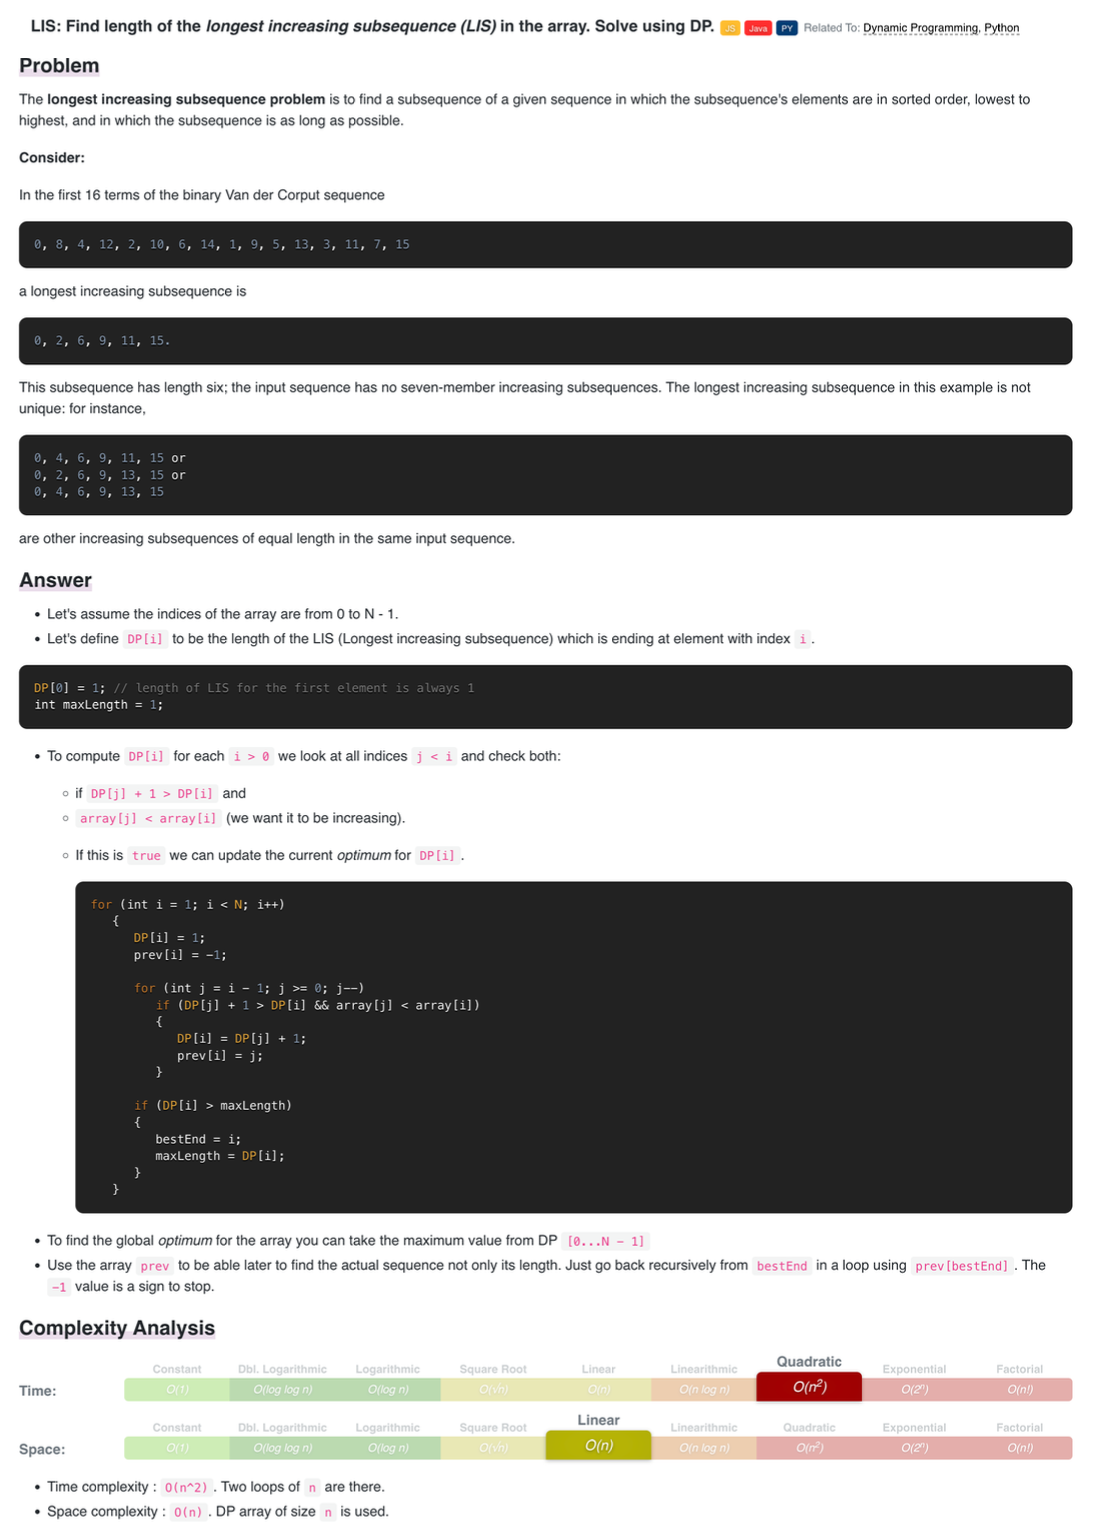 LIS: Find length of the longest increasing subsequence (LIS) in the array. Solve using DP. JS Java PY Related To: Dynamic Programming, Python
Problem
The longest increasing subsequence problem is to find a subsequence of a given sequence in which the subsequence's elements are in sorted order, lowest to
highest, and in which the subsequence is as long as possible.
Consider:
In the first 16 terms of the binary Van der Corput sequence
0, 8, 4, 12, 2, 10, 6, 14, 1, 9, 5, 13, 3, 11, 7, 15
a longest increasing subsequence is
0, 2, 6, 9, 11, 15.
This subsequence has length six; the input sequence has no seven-member increasing subsequences. The longest increasing subsequence in this example is not
unique: for instance,
0, 4, 6, 9, 11, 15 or
0, 2, 6, 9, 13, 15 or
0, 4, 6, 9, 13, 15
are other increasing subsequences of equal length in the same input sequence.
Answer
• Let's assume the indices of the array are from 0 to N - 1.
• Let's define DP[i] to be the length of the LIS (Longest increasing subsequence) which is ending at element with index i.
DP[0] = 1; // length of LIS for the first element is always 1
int maxLength = 1;
• To compute DP[i] for each i > 0 we look at all indices j < i and check both:
○ if DP[j] + 1 > DP[i] and
○ array[j] < array[i] (we want it to be increasing).
○ If this is true we can update the current optimum for DP[i].
for (int i = 1; i < N; i++)
{
DP[i] = 1;
prev[i] = -1;
for (int j = i - 1; j >= 0; j--)
if (DP[j] + 1 > DP[i] && array[j] < array[i])
{
DP[i] = DP[j] + 1;
prev[i] = j;
}
if (DP[i] > maxLength)
{
bestEnd = i;
maxLength = DP[i];
}
}
• To find the global optimum for the array you can take the maximum value from DP [0...N - 1]
• Use the array prev to be able later to find the actual sequence not only its length. Just go back recursively from bestEnd in a loop using prev[bestEnd]. The
-1 value is a sign to stop.
Complexity Analysis
Constant Dbl. Logarithmic Logarithmic Square Root Linear Linearithmic Quadratic Exponential Factorial
Time: O(1) O(log log n) O(log n) O(√n) O(n) O(n log n) O(n²) O(2ⁿ) O(n!)
Constant Dbl. Logarithmic Logarithmic Square Root Linear Linearithmic Quadratic Exponential Factorial
Space: O(1) O(log log n) O(log n) O(√n) O(n) O(n log n) O(n²) O(2ⁿ) O(n!)
• Time complexity : O(n^2). Two loops of n are there.
• Space complexity : O(n). DP array of size n is used.